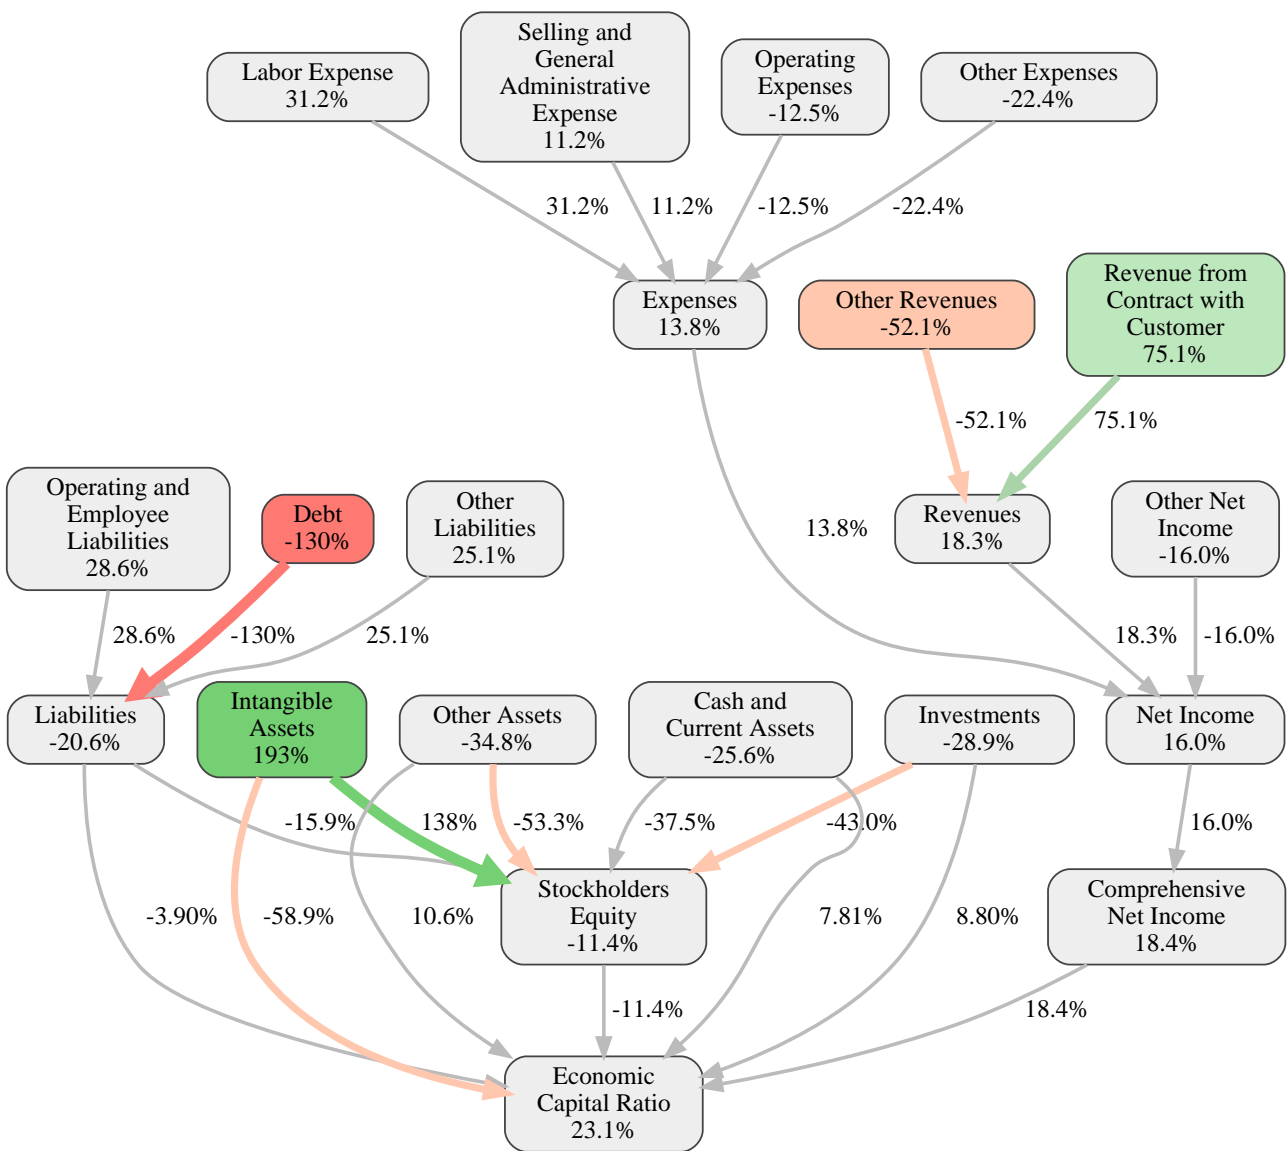 Labor Expense
31.2%
Selling and
General
Administrative
Expense
11.2%
Operating
Expenses
-12.5%
Other Expenses
-22.4%
31.2%
11.2%
-12.5%
-22.4%
Expenses
13.8%
Other Revenues
-52.1%
Revenue from
Contract with
Customer
75.1%
-52.1%
75.1%
Operating and
Employee
Liabilities
28.6%
Debt
-130%
Other
Liabilities
25.1%
13.8%
Revenues
18.3%
Other Net
Income
-16.0%
28.6%
-130%
25.1%
18.3%
-16.0%
Liabilities
-20.6%
Intangible
Assets
193%
Other Assets
-34.8%
Cash and
Current Assets
-25.6%
Investments
-28.9%
Net Income
16.0%
-15.9%
138%
-53.3%
-37.5%
-43.0%
16.0%
-3.90%
-58.9%
10.6%
Stockholders
Equity
-11.4%
7.81%
8.80%
Comprehensive
Net Income
18.4%
-11.4%
18.4%
Economic
Capital Ratio
23.1%